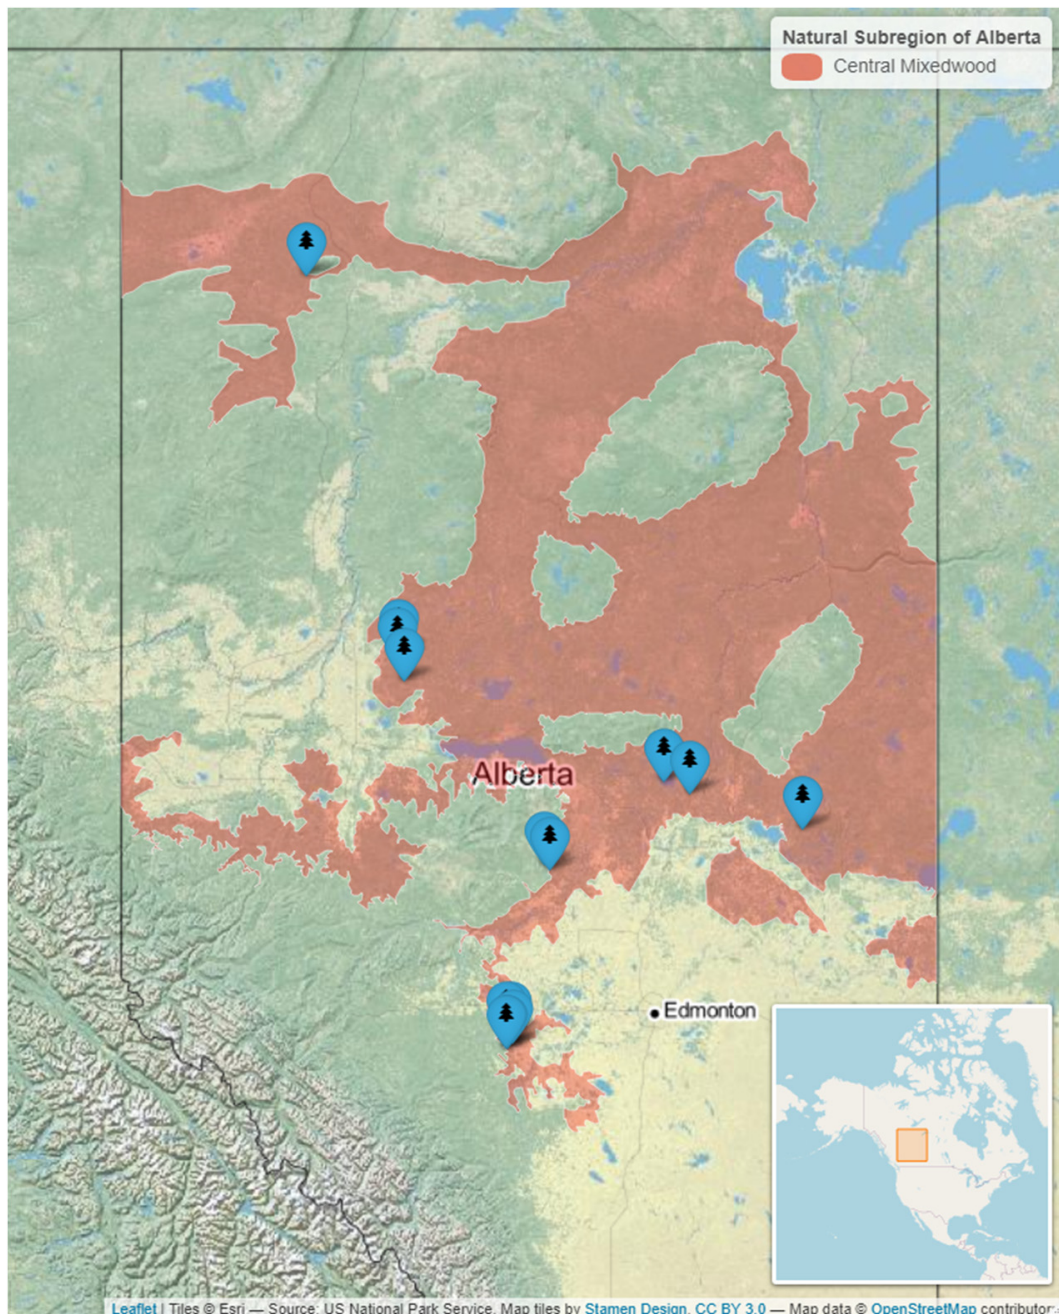 Natural Subregion of Alberta
Central Mixedwood
Alberta
Edmonton
Leaflet | Tiles © Esri — Source: US National Park Service, Map tiles by Stamen Design, CC BY 3.0 — Map data © OpenStreetMap contributor